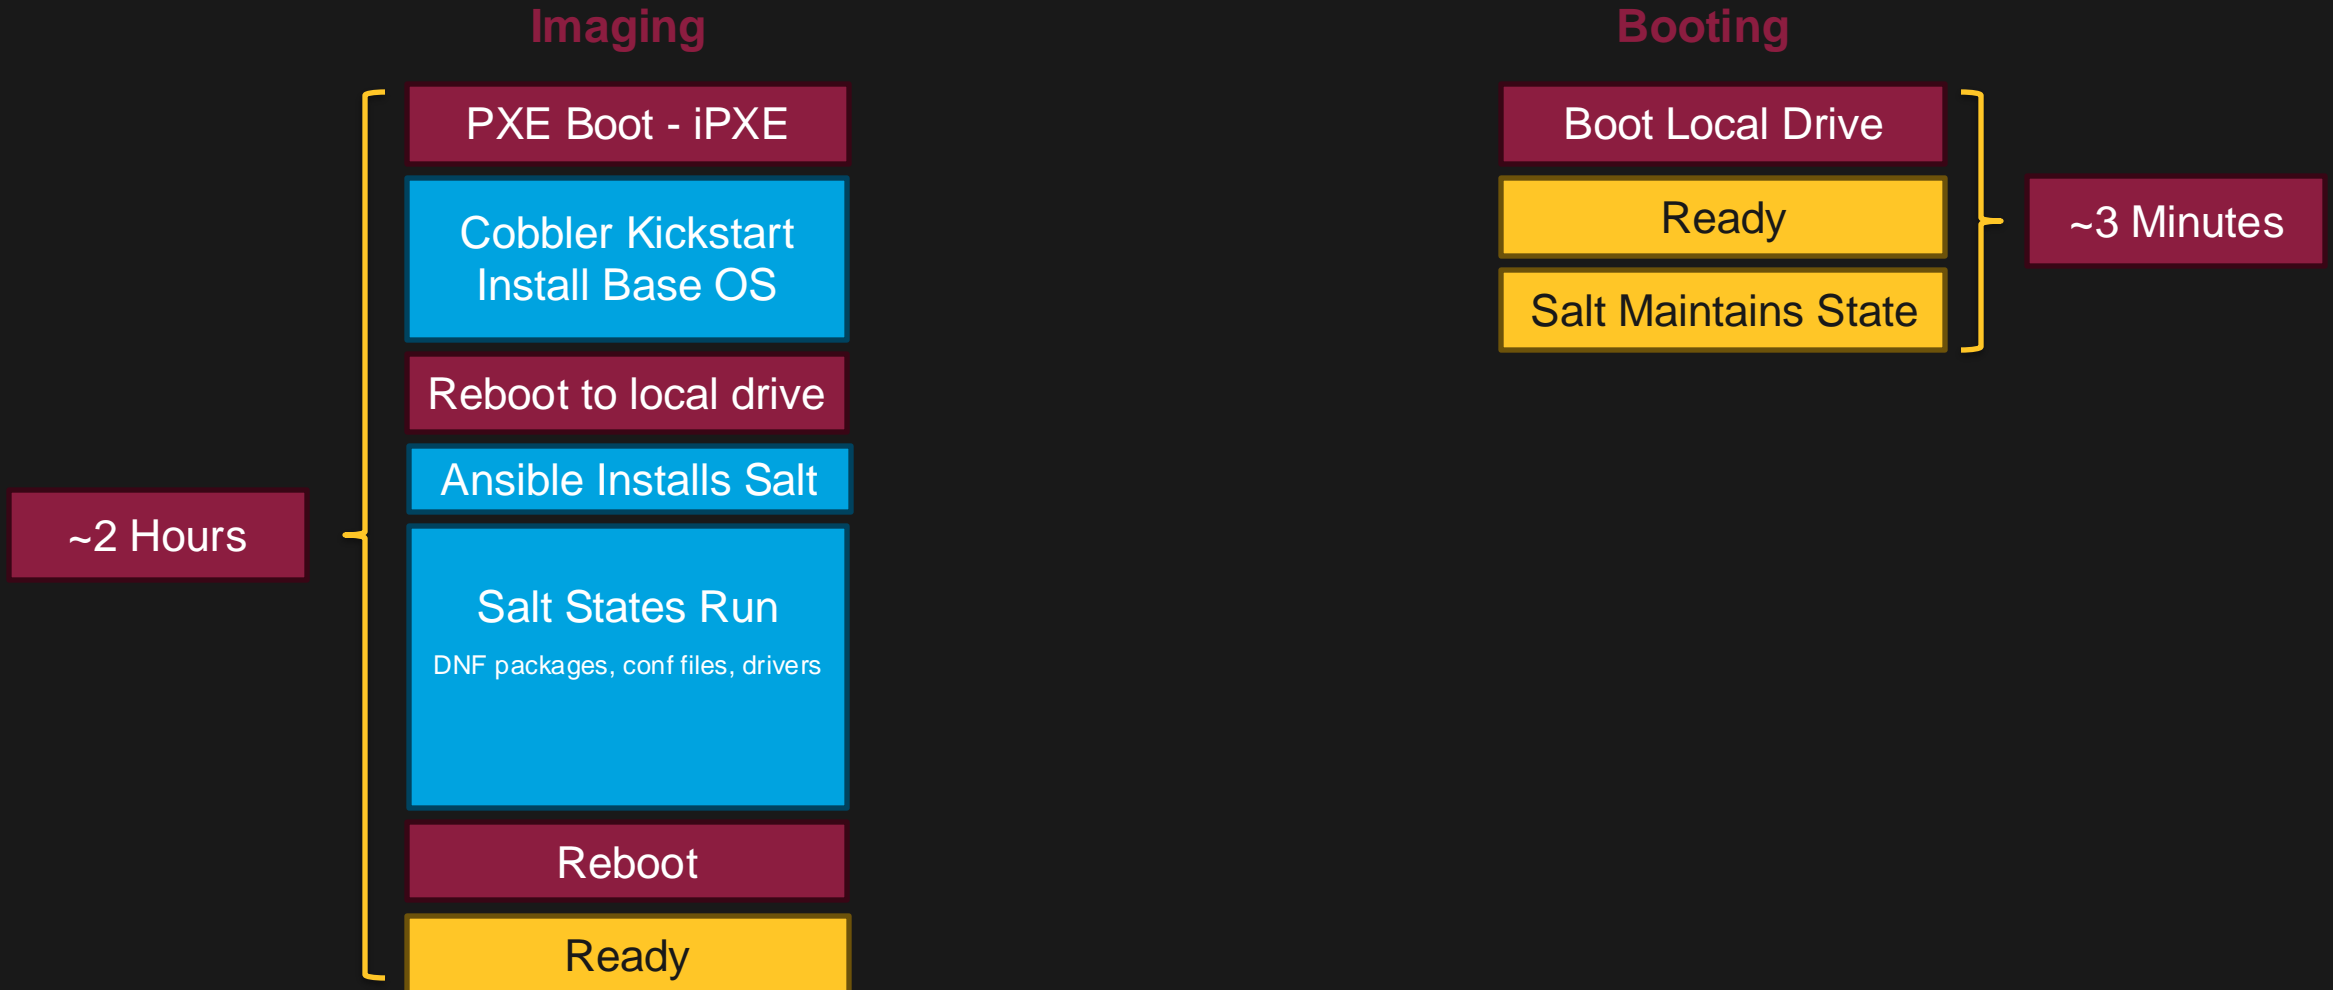 Imaging
PXE Boot - iPXE
Cobbler Kickstart
Install Base OS
Reboot to local drive
Ansible Installs Salt
~2 Hours
Salt States Run
DNF packages, conf files, drivers
Reboot
Ready
Booting
Boot Local Drive
Ready
~3 Minutes
Salt Maintains State